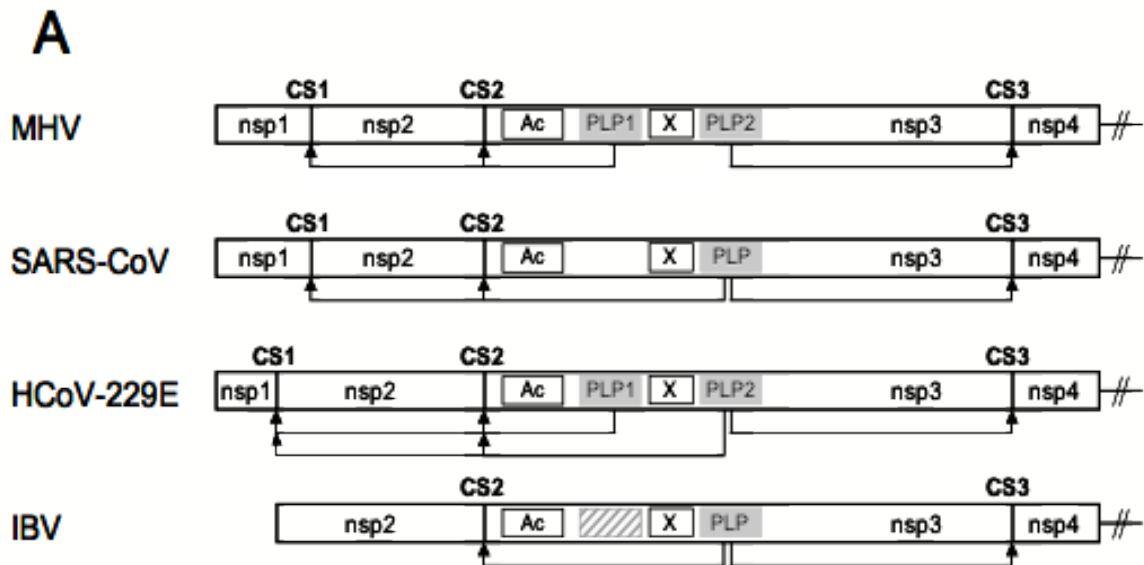 A
CS1 CS2 CS3
MHV nsp1 nsp2 Ac PLP1 X PLP2 nsp3 nsp4
CS1 CS2 CS3
SARS-CoV nsp1 nsp2 Ac X PLP nsp3 nsp4
CS1 CS2 CS3
HCoV-229E nsp1 nsp2 Ac PLP1 X PLP2 nsp3 nsp4
CS2 CS3
IBV nsp2 Ac X PLP nsp3 nsp4